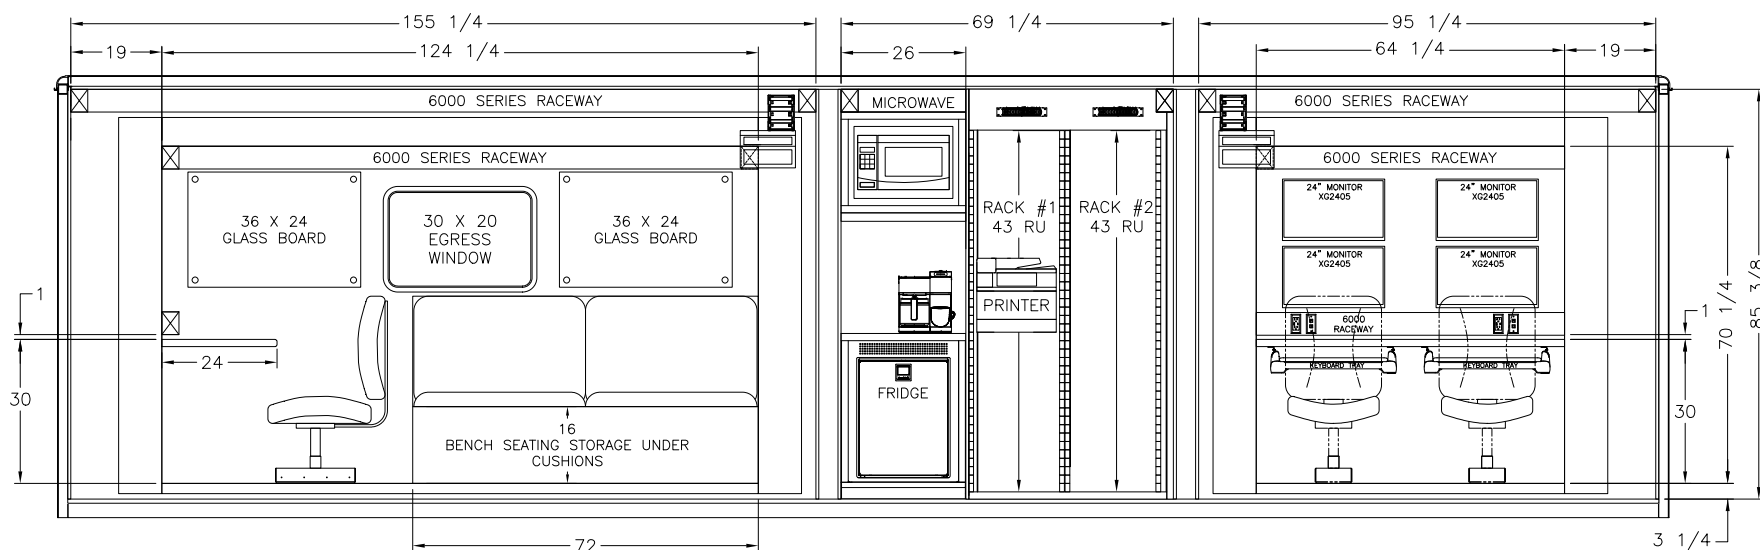 155 1/4
69 1/4
95 1/4
19
124 1/4
26
64 1/4
19
6000 SERIES RACEWAY
MICROWAVE
6000 SERIES RACEWAY
6000 SERIES RACEWAY
6000 SERIES RACEWAY
36 X 24
GLASS BOARD
30 X 20
EGRESS
WINDOW
36 X 24
GLASS BOARD
RACK #1
43 RU
RACK #2
43 RU
24" MONITOR
XG2405
24" MONITOR
XG2405
24" MONITOR
XG2405
24" MONITOR
XG2405
1
PRINTER
6000
RACEWAY
1
70 1/4
85 3/8
24
KEYBOARD TRAY
KEYBOARD TRAY
30
FRIDGE
30
16
BENCH SEATING STORAGE UNDER
CUSHIONS
72
3 1/4